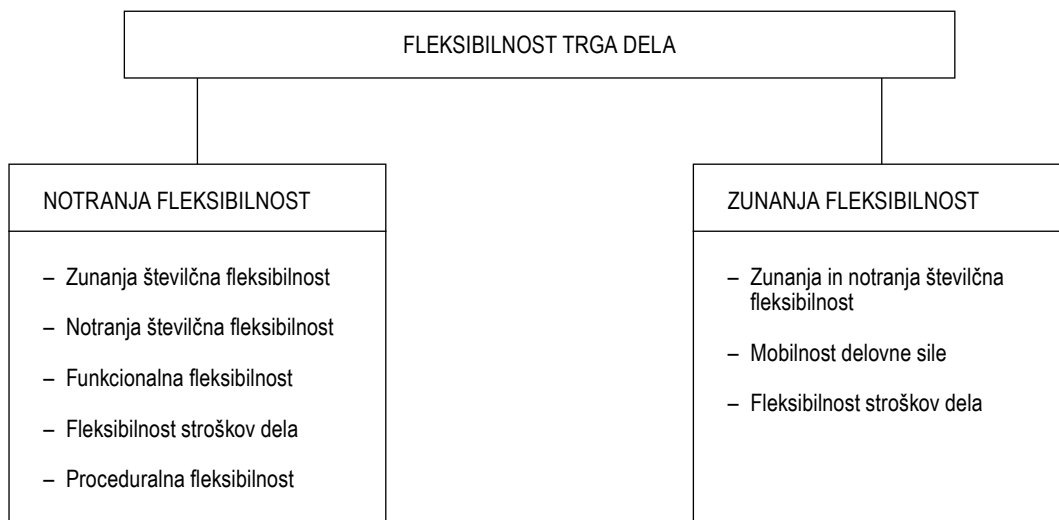 FLEKSIBILNOST TRGA DELA
NOTRANJA FLEKSIBILNOST
– Zunanja številčna fleksibilnost
– Notranja številčna fleksibilnost
– Funkcionalna fleksibilnost
– Fleksibilnost stroškov dela
– Proceduralna fleksibilnost
ZUNANJA FLEKSIBILNOST
– Zunanja in notranja številčna
fleksibilnost
– Mobilnost delovne sile
– Fleksibilnost stroškov dela